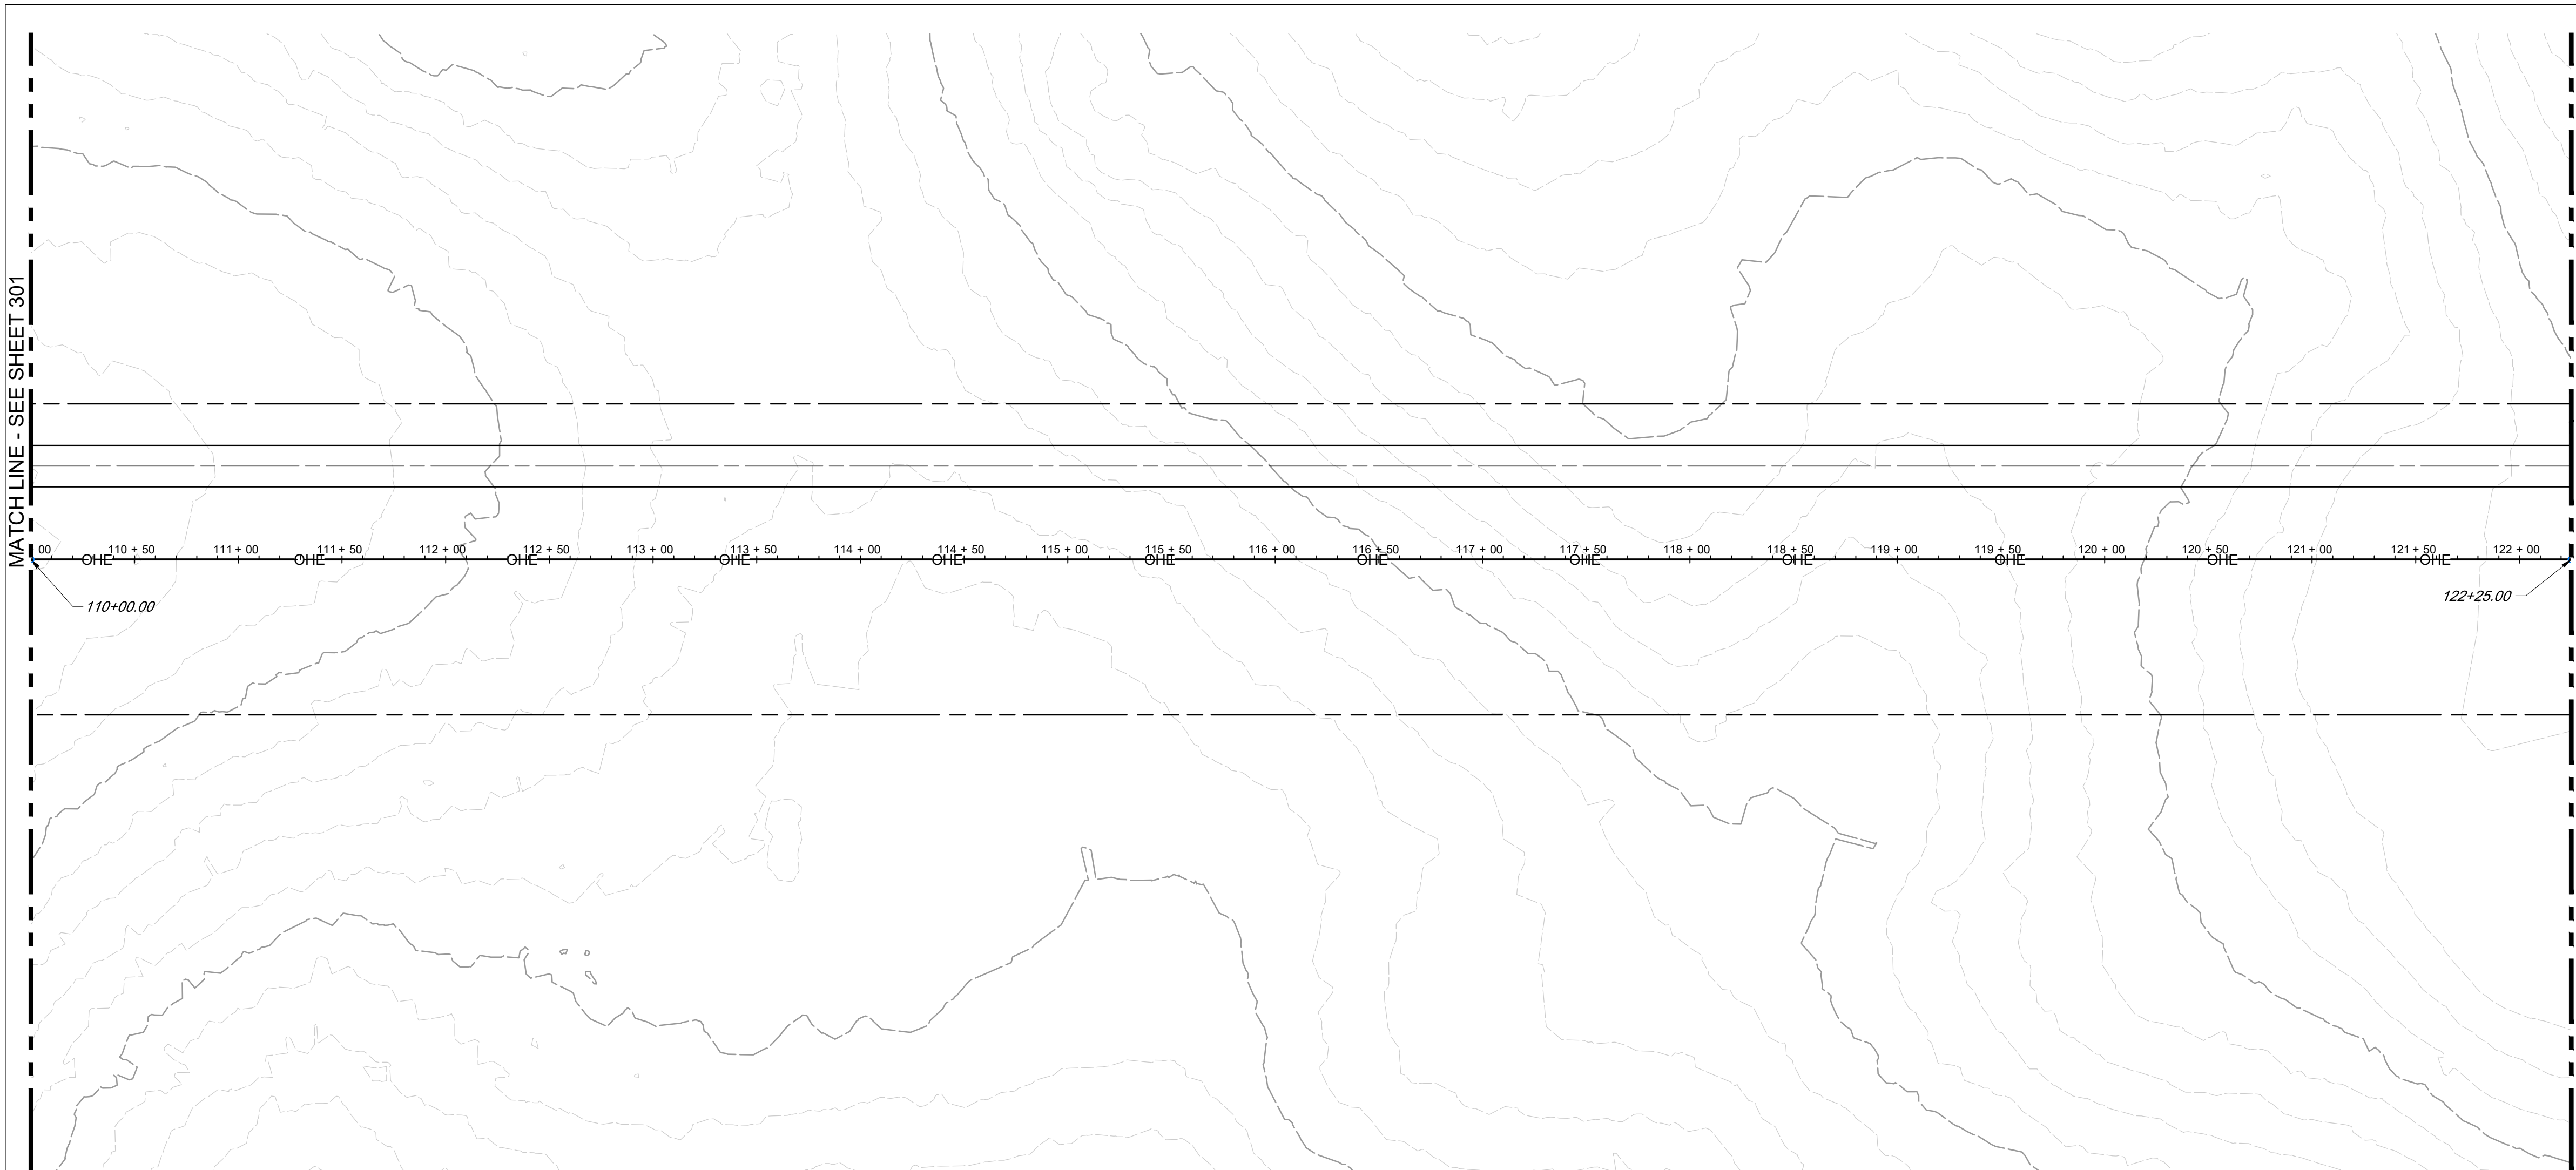 MATCH LINE - SEE SHEET 301
00 110 + 50 111 + 00 111 + 50 112 + 00 112 + 50 113 + 00 113 + 50 114 + 00 114 + 50 115 + 00 115 + 50 116 + 00 116 + 50 117 + 00 117 + 50 118 + 00 118 + 50 119 + 00 119 + 50 120 + 00 120 + 50 121 + 00 121 + 50 122 + 00
OHE OHE OHE OHE OHE OHE OHE OHE OHE OHE OHE OHE
110+00.00
122+25.00